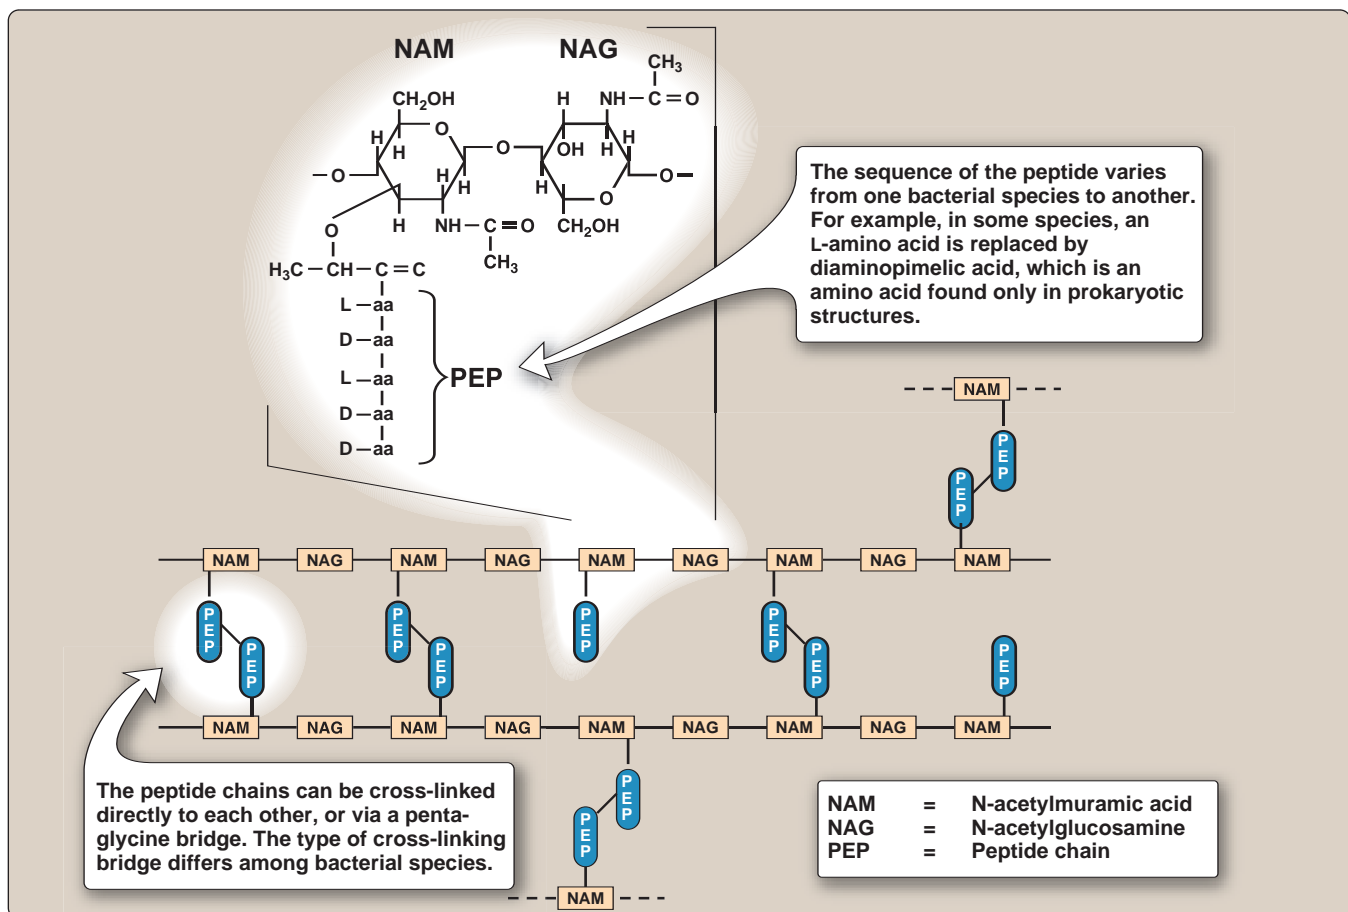 NAM NAG
CH3
CH2OH H NH–C=O
H O
H O OH H H
–O H H O–
H O
O H NH–C=O CH2OH
H3C–CH–C=C CH3
L–aa
D–aa
L–aa
PEP
D–aa
D–aa
The sequence of the peptide varies
from one bacterial species to another.
For example, in some species, an
L-amino acid is replaced by
diaminopimelic acid, which is an
amino acid found only in prokaryotic
structures.
NAM
PEP
PEP
NAM NAG NAM NAG NAM NAG NAM NAG NAM
PEP PEP PEP PEP
PEP PEP PEP PEP
NAM NAG NAM NAG NAM NAG NAM NAG NAM
PEP
PEP
NAM
The peptide chains can be cross-linked
directly to each other, or via a penta-
glycine bridge. The type of cross-linking
bridge differs among bacterial species.
NAM = N-acetylmuramic acid
NAG = N-acetylglucosamine
PEP = Peptide chain